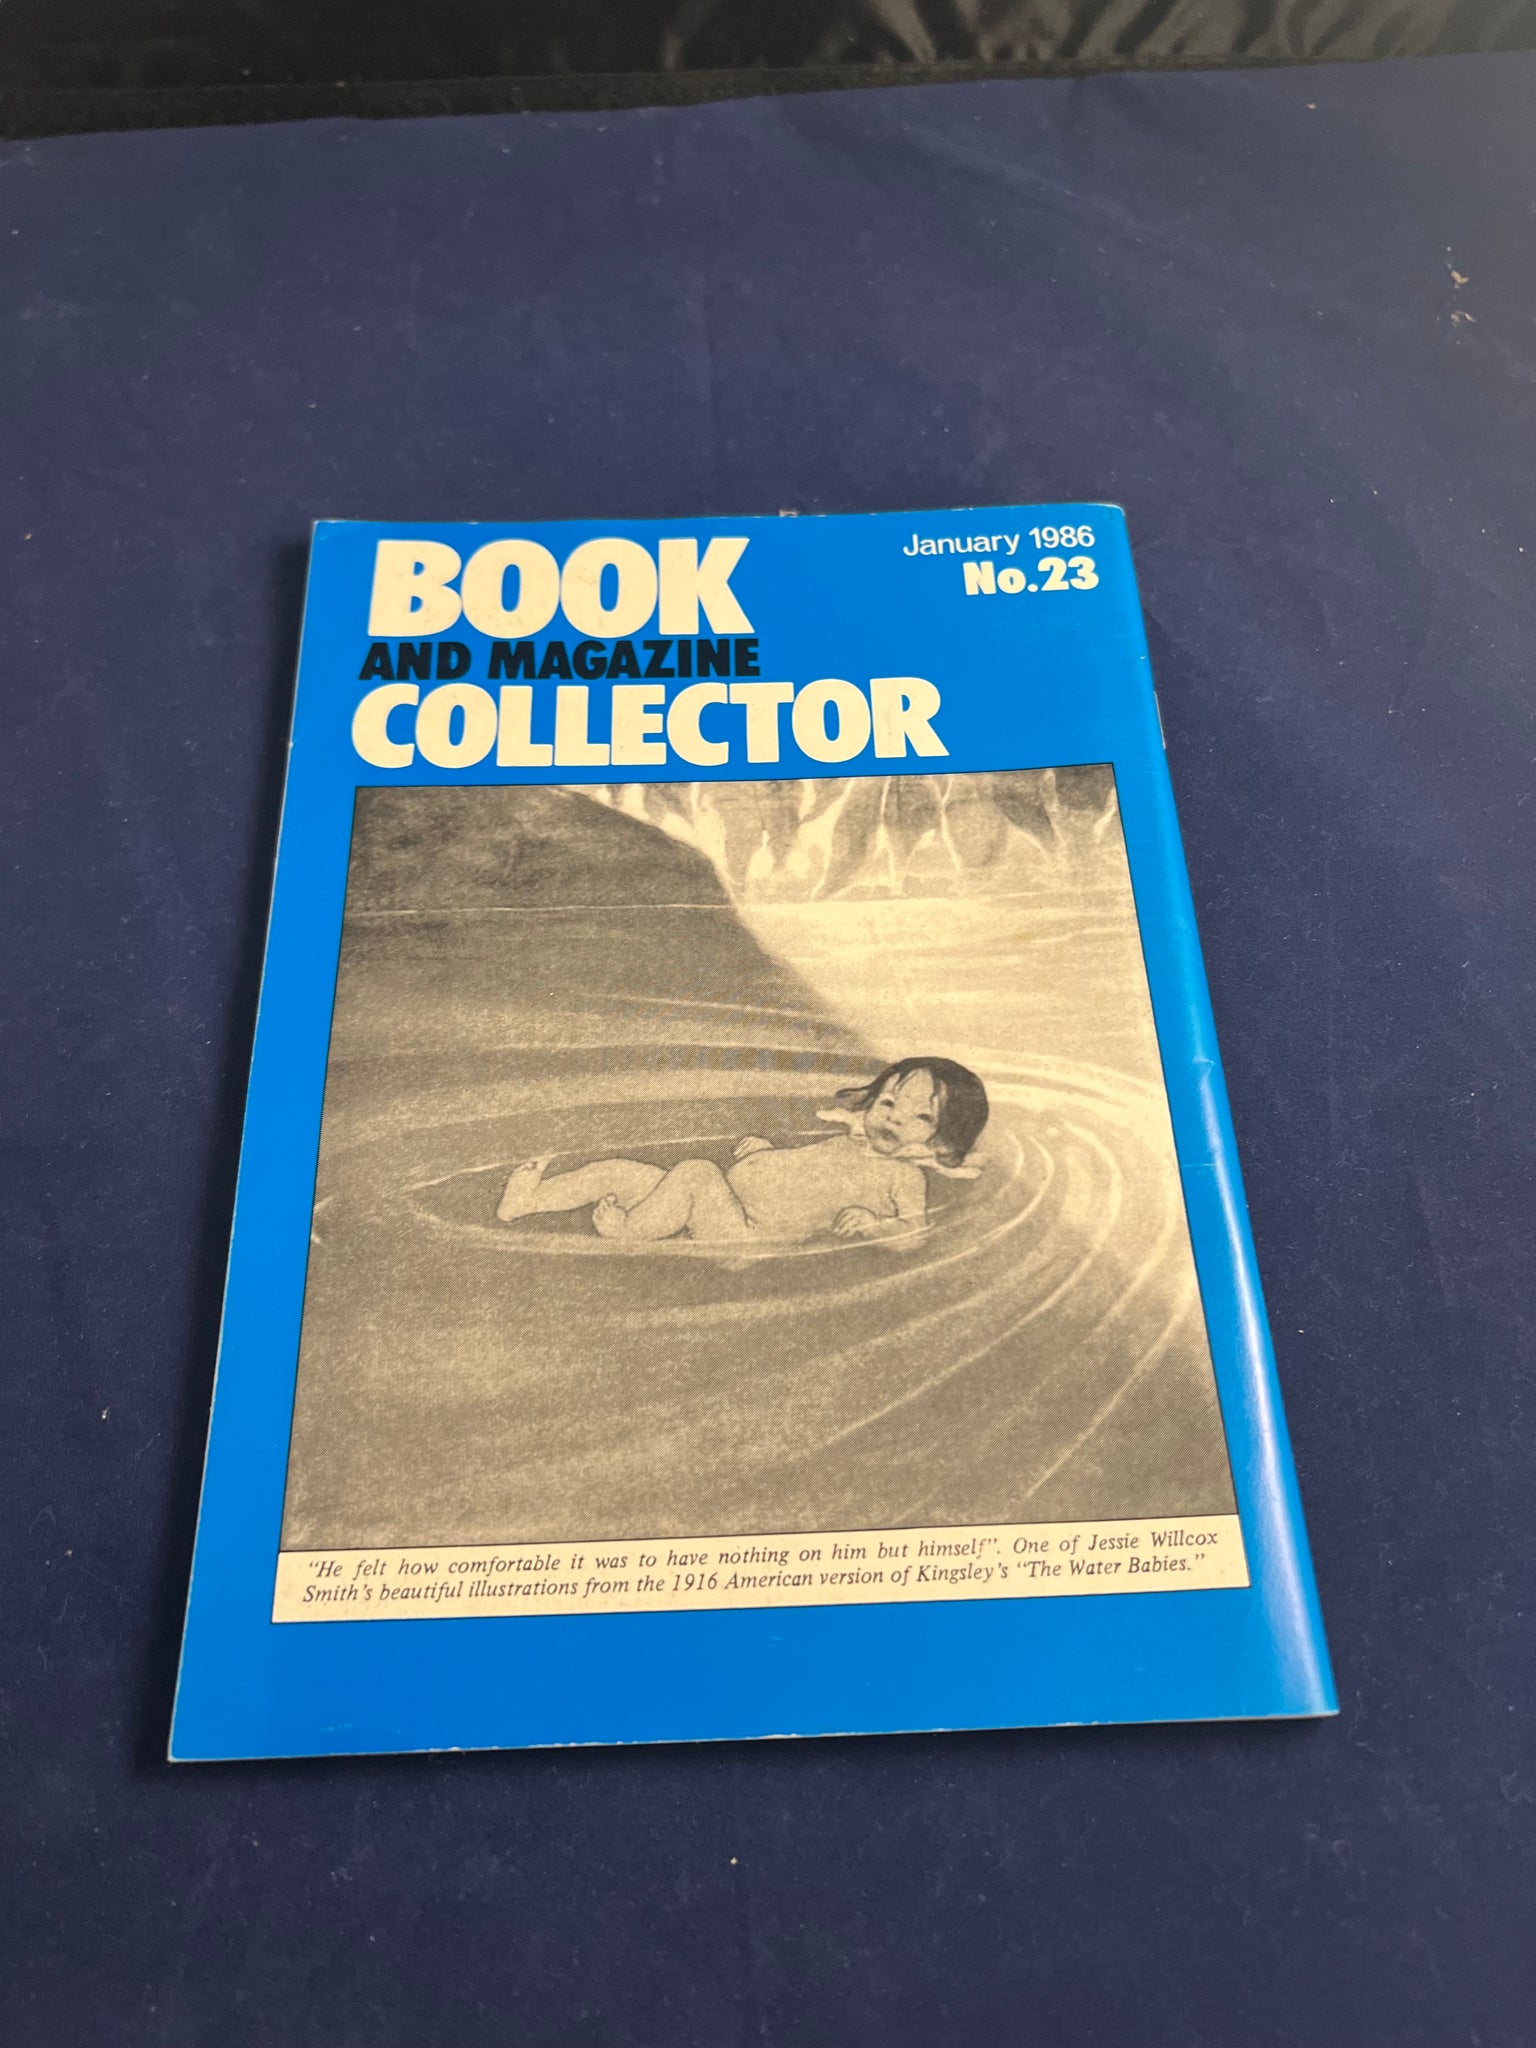 BOOK
AND MAGAZINE
COLLECTOR
January 1986
No.23
"He felt how comfortable it was to have nothing on him but himself". One of Jessie Willcox
Smith's beautiful illustrations from the 1916 American version of Kingsley's "The Water Babies."